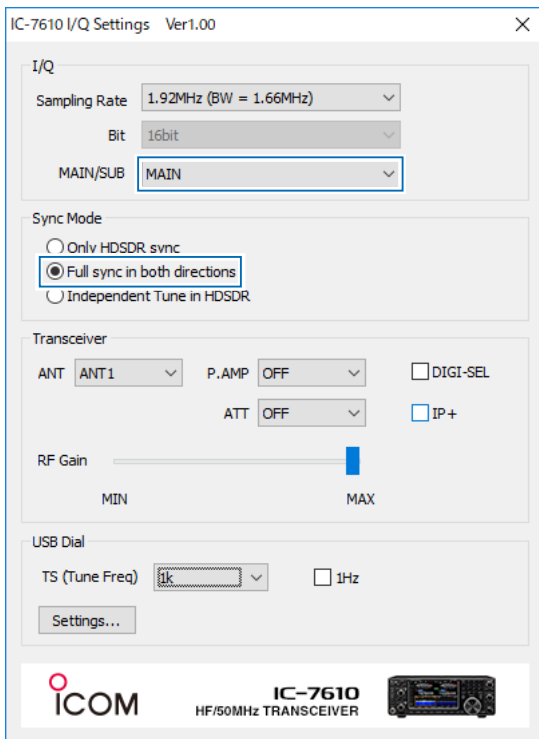 IC-7610 I/Q Settings Ver1.00
I/Q
Sampling Rate 1.92MHz (BW = 1.66MHz)
Bit 16bit
MAIN/SUB MAIN
Sync Mode
Only HDSDR sync
Full sync in both directions
Independent Tune in HDSDR
Transceiver
ANT ANT1 P.AMP OFF DIGI-SEL
ATT OFF IP+
RF Gain
MIN MAX
USB Dial
TS (Tune Freq) 1k 1Hz
Settings...
ICOM IC-7610
HF/50MHz TRANSCEIVER